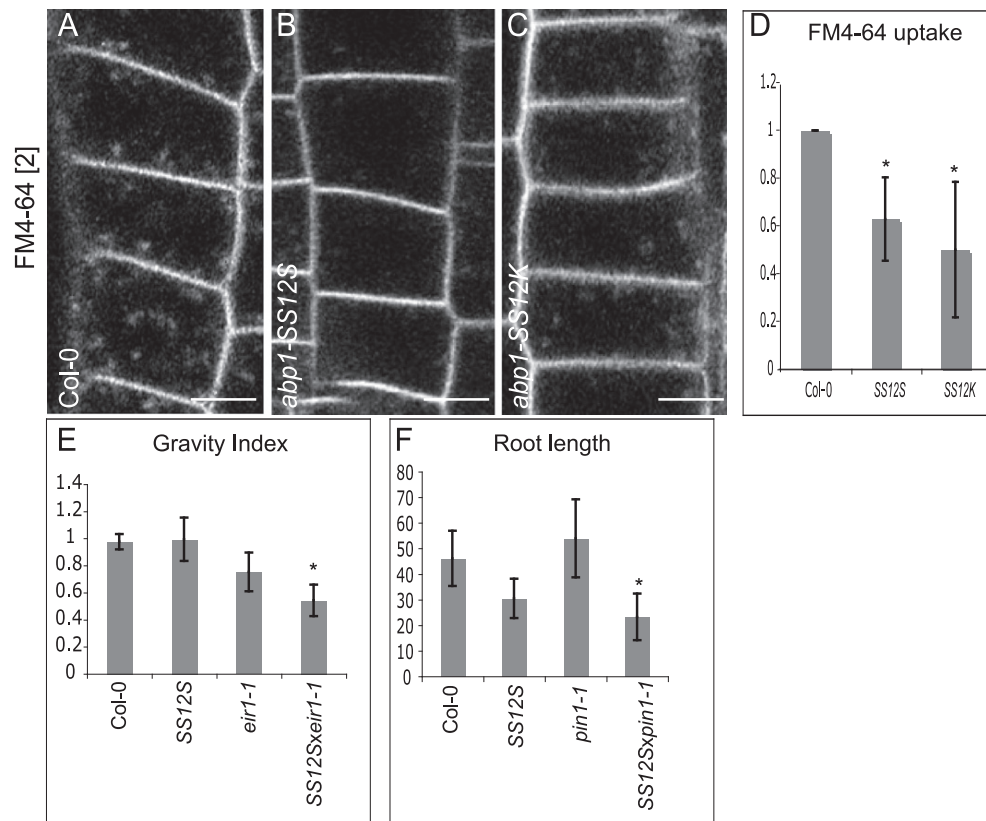 A
B
C
FM4-64 [2]
Col-0
abp1-SS12S
abp1-SS12K
D
FM4-64 uptake
1.2
1
0.8
0.6
0.4
0.2
0
*
*
Col-0
SS12S
SS12K
E
Gravity Index
1.4
1.2
1
0.8
0.6
0.4
0.2
0
*
Col-0
SS12S
eir1-1
SS12Sxeir1-1
F
Root length
80
70
60
50
40
30
20
10
0
*
Col-0
SS12S
pin1-1
SS12Sxpin1-1